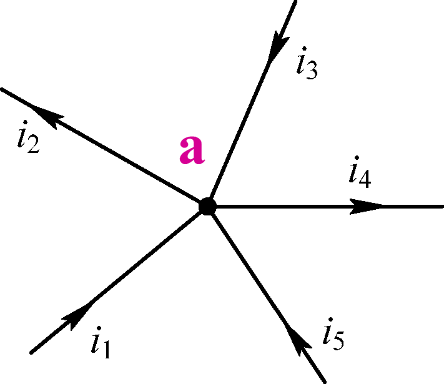 i₃
i₂
a
i₄
i₁
i₅